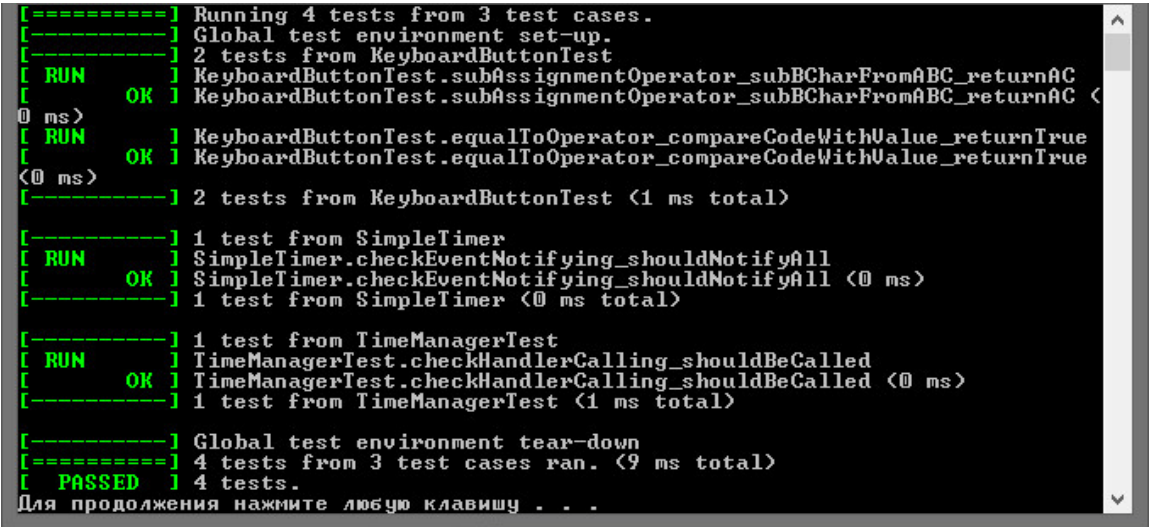 [==========] Running 4 tests from 3 test cases.
[----------] Global test environment set-up.
[----------] 2 tests from KeyboardButtonTest
[ RUN      ] KeyboardButtonTest.subAssignmentOperator_subBCharFromABC_returnAC
[       OK ] KeyboardButtonTest.subAssignmentOperator_subBCharFromABC_returnAC (
0 ms)
[ RUN      ] KeyboardButtonTest.equalToOperator_compareCodeWithValue_returnTrue
[       OK ] KeyboardButtonTest.equalToOperator_compareCodeWithValue_returnTrue
(0 ms)
[----------] 2 tests from KeyboardButtonTest (1 ms total)

[----------] 1 test from SimpleTimer
[ RUN      ] SimpleTimer.checkEventNotifying_shouldNotifyAll
[       OK ] SimpleTimer.checkEventNotifying_shouldNotifyAll (0 ms)
[----------] 1 test from SimpleTimer (0 ms total)

[----------] 1 test from TimeManagerTest
[ RUN      ] TimeManagerTest.checkHandlerCalling_shouldBeCalled
[       OK ] TimeManagerTest.checkHandlerCalling_shouldBeCalled (0 ms)
[----------] 1 test from TimeManagerTest (1 ms total)

[----------] Global test environment tear-down
[==========] 4 tests from 3 test cases ran. (9 ms total)
[  PASSED  ] 4 tests.
Для продолжения нажмите любую клавишу . . .